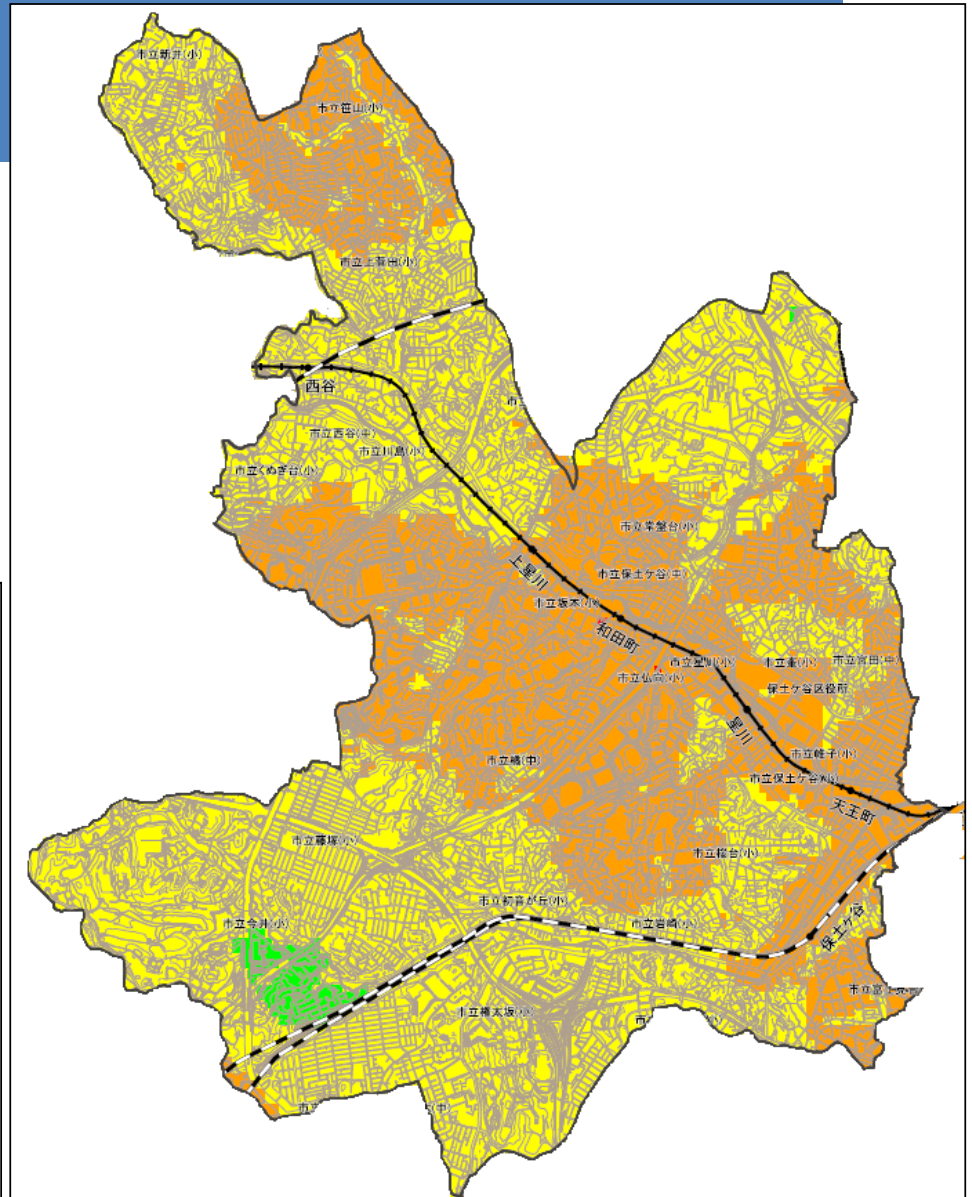 市立新井(小)
市立笹山(小)
市立上菅田(小)
西谷
市
市立西谷(中)
市立川島(小)
市立くぬぎ台(小)
市立常盤台(小)
上星川
市立保土ケ谷(中)
市立坂本(小)
和田町
市立星川(小)
市立仏向(小)
市立宮田(中)
保土ケ谷区役所
星川
市立帷子(小)
市立橘(中)
市立保土ケ谷(小)
天王町
市立藤塚(小)
市立桜台(小)
市立初音が丘(小)
市立今井(小)
市立岩崎(小)
保土ケ谷
市立権太坂(小)
市
市立
(中)